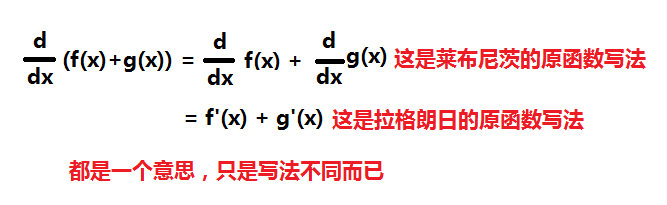 d/dx (f(x)+g(x)) = d/dx f(x) + d/dx g(x) 这是莱布尼茨的原函数写法
= f'(x) + g'(x) 这是拉格朗日的原函数写法
都是一个意思，只是写法不同而已